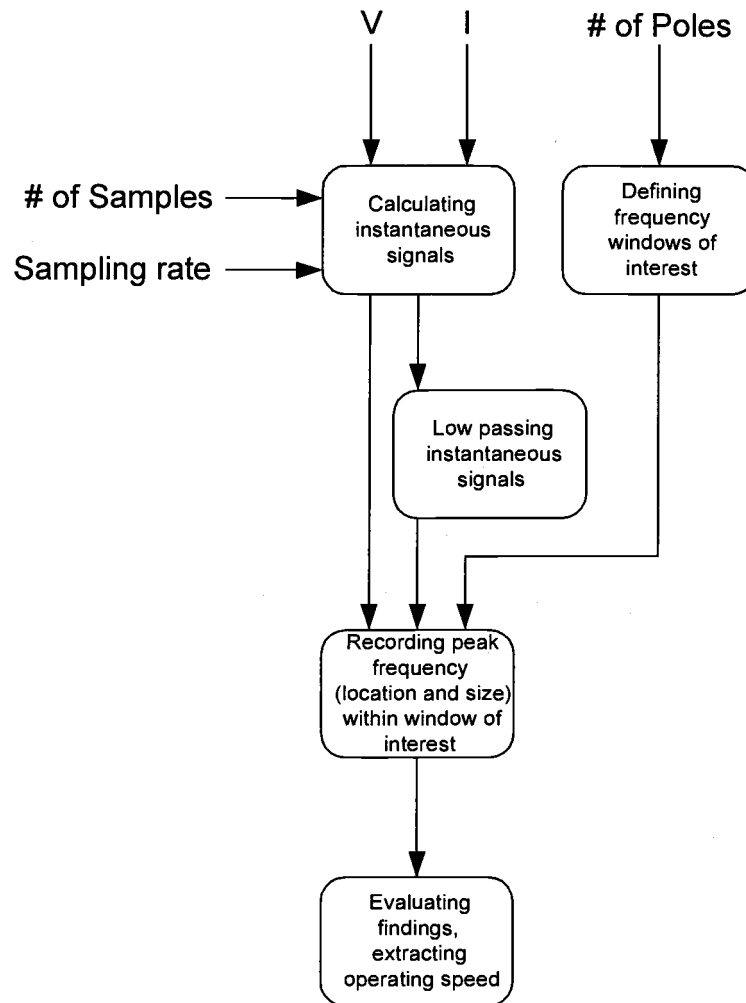 V
I
# of Poles
# of Samples
Sampling rate
Calculating
instantaneous
signals
Defining
frequency
windows of
interest
Low passing
instantaneous
signals
Recording peak
frequency
(location and size)
within window of
interest
Evaluating
findings,
extracting
operating speed